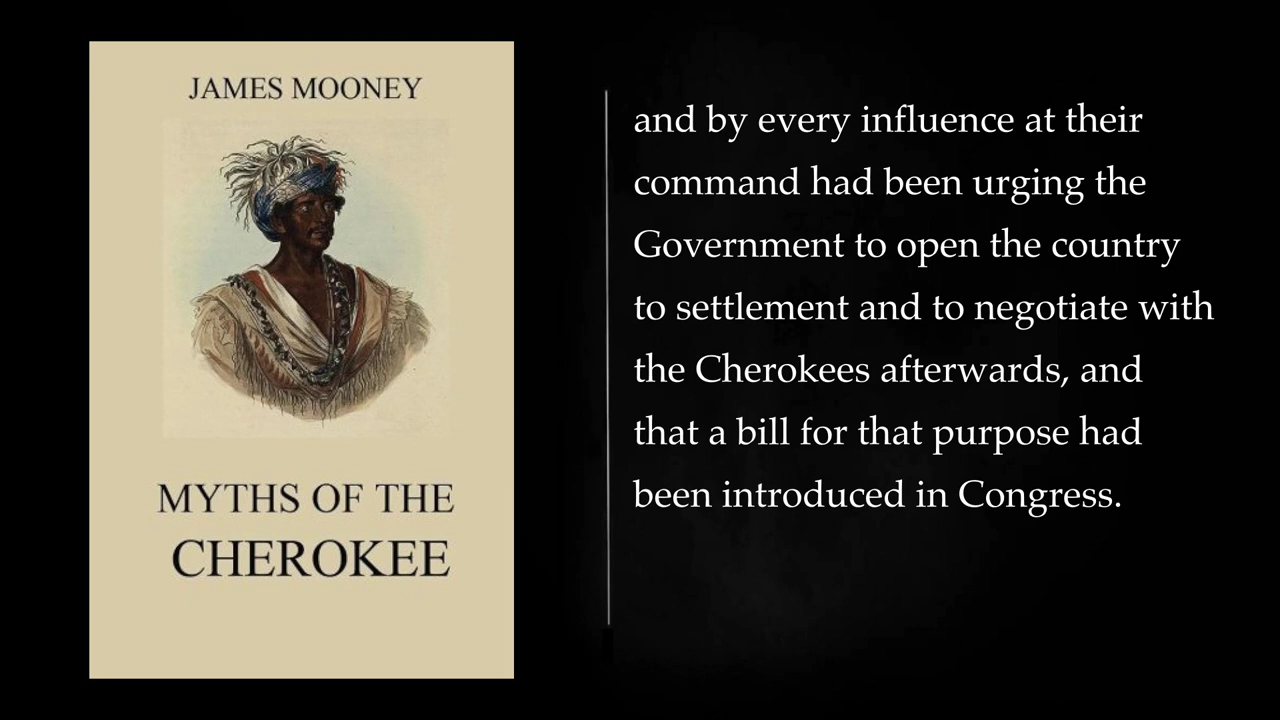 JAMES MOONEY
MYTHS OF THE
CHEROKEE
and by every influence at their
command had been urging the
Government to open the country
to settlement and to negotiate with
the Cherokees afterwards, and
that a bill for that purpose had
been introduced in Congress.